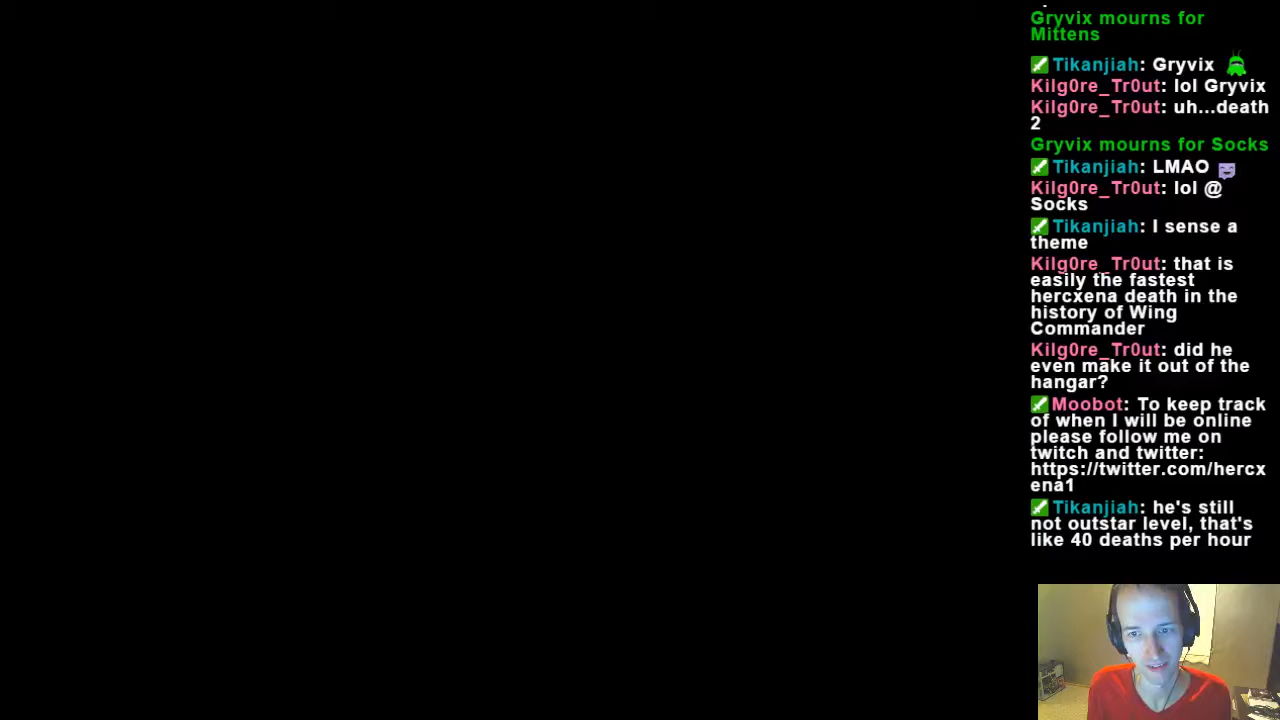 Gryvix mourns for
Mittens
Tikanjiah: Gryvix
Kilg0re_Tr0ut: lol Gryvix
Kilg0re_Tr0ut: uh...death
2
Gryvix mourns for Socks
Tikanjiah: LMAO
Kilg0re_Tr0ut: lol @
Socks
Tikanjiah: I sense a
theme
Kilg0re_Tr0ut: that is
easily the fastest
hercxena death in the
history of Wing
Commander
Kilg0re_Tr0ut: did he
even make it out of the
hangar?
Moobot: To keep track
of when I will be online
please follow me on
twitch and twitter:
https://twitter.com/hercx
ena1
Tikanjiah: he's still
not outstar level, that's
like 40 deaths per hour